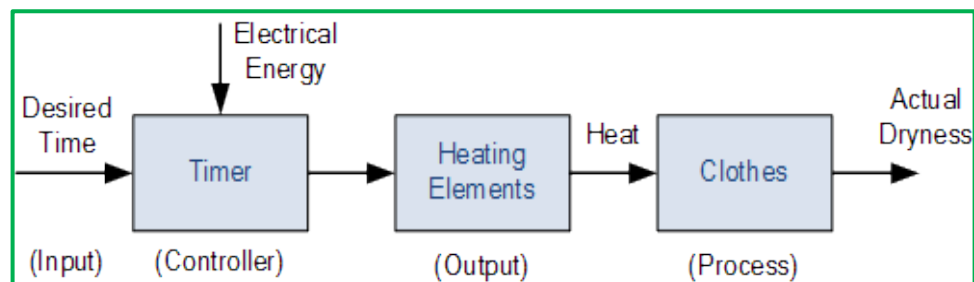 Electrical
Energy
Desired
Time
Timer
Heating
Elements
Heat
Clothes
Actual
Dryness
(Input)
(Controller)
(Output)
(Process)